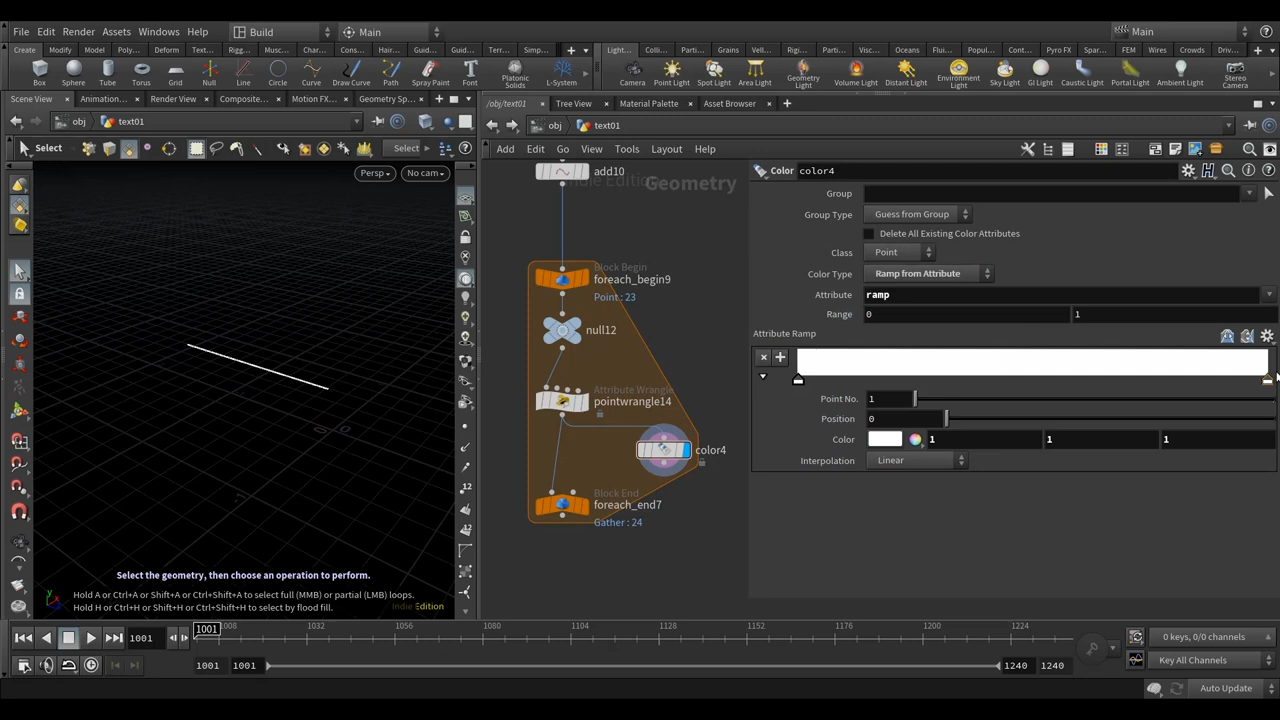 File Edit Render Assets Windows Help Build Main Main
Create Modify Model Poly... Deform Text... Rigg... Musc... Char... Cons... Hair... Guid... Guid... Terr... Simp... Light... Colli... Parti... Grains Vell... Rigi... Parti... Visc... Oceans Flui... Popul... Cont... Pyro FX Spar... FEM Wires Crowds Driv...
Box Sphere Tube Torus Grid Null Line Circle Curve Draw Curve Path Spray Paint Font Platonic Solids L-System Camera Point Light Spot Light Area Light Geometry Light Volume Light Distant Light Environment Light Sky Light GI Light Caustic Light Portal Light Ambient Light Stereo Camera
Scene View Animation... Render View Composite... Motion FX... Geometry Sp... /obj/text01 Tree View Material Palette Asset Browser
obj text01 obj text01
Select Select Add Edit Go View Tools Layout Help
Persp No cam
add10
Indie Edition Geometry
Block Begin
foreach_begin9
Point : 23
null12
Attribute Wrangle
pointwrangle14
color4
Block End
foreach_end7
Gather : 24
Color color4
Group
Group Type Guess from Group
Delete All Existing Color Attributes
Class Point
Color Type Ramp from Attribute
Attribute ramp
Range 0 1
Attribute Ramp
Point No. 1
Position 0
Color 1 1 1
Interpolation Linear
Select the geometry, then choose an operation to perform.
Hold A or Ctrl+A or Shift+A or Ctrl+Shift+A to select full (MMB) or partial (LMB) loops.
Hold H or Ctrl+H or Shift+H or Ctrl+Shift+H to select by flood fill.
Indie Edition
1001 1001 1008 1032 1056 1080 1104 1128 1152 1176 1200 1224 0 keys, 0/0 channels
1001 1001 1240 1240 Key All Channels
Auto Update